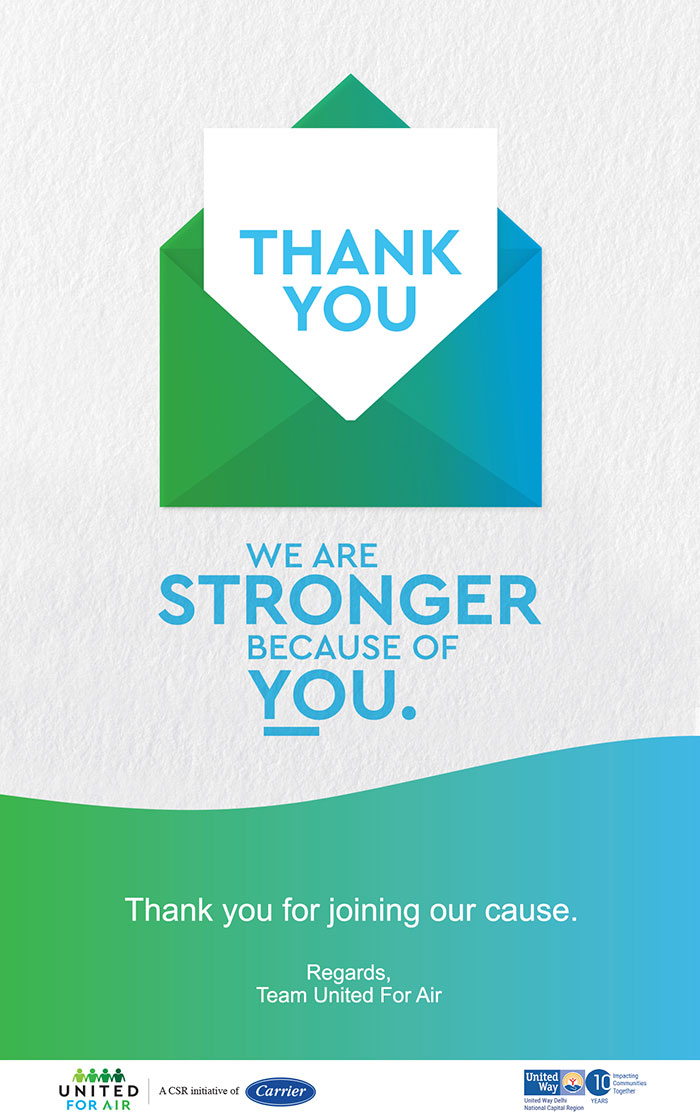 THANK
YOU
WE ARE
STRONGER
BECAUSE OF
YOU.
Thank you for joining our cause.
Regards,
Team United For Air
UNITED
FOR AIR
A CSR initiative of
Carrier
United
Way
United Way Delhi
National Capital Region
10
YEARS
Impacting
Communities
Together